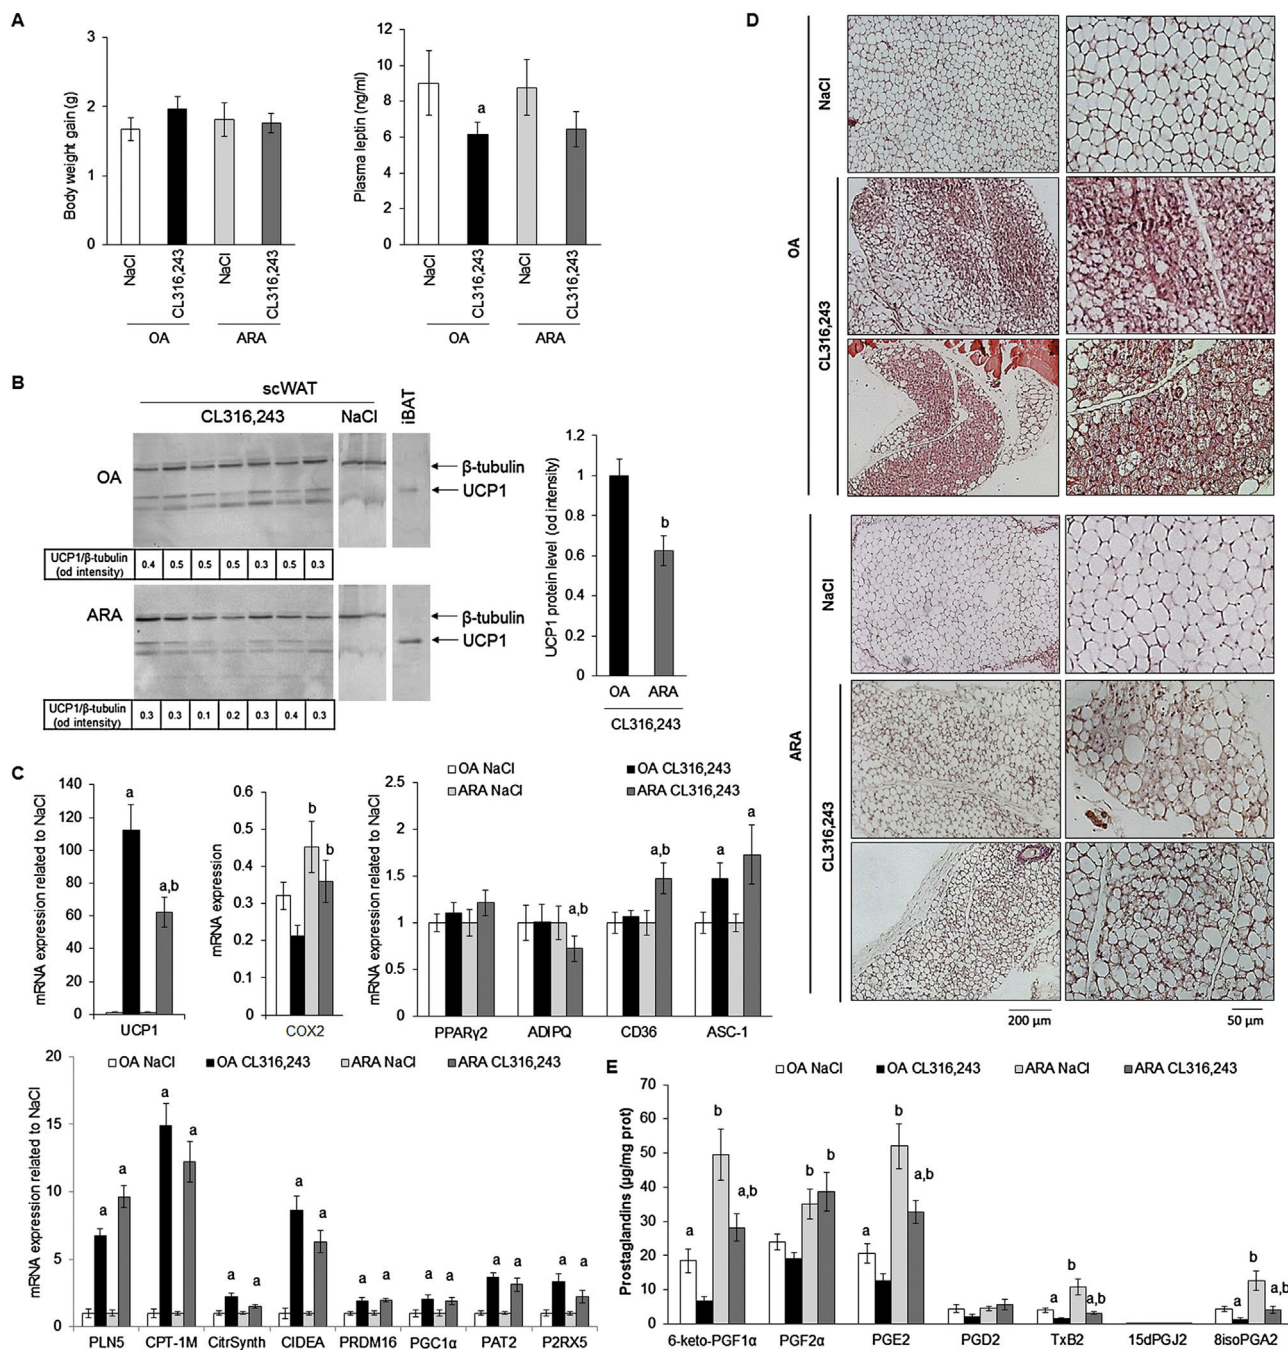 A
Body weight gain (g)
3
2
1
0
NaCl
CL316,243
NaCl
CL316,243
OA
ARA
Plasma leptin (ng/ml)
12
10
8
6
4
2
0
a
NaCl
CL316,243
NaCl
CL316,243
OA
ARA
B
scWAT
CL316,243
NaCl
iBAT
OA
β-tubulin
UCP1
UCP1/β-tubulin
(od intensity)
0.4 0.5 0.5 0.5 0.3 0.5 0.3
ARA
β-tubulin
UCP1
UCP1/β-tubulin
(od intensity)
0.3 0.3 0.1 0.2 0.3 0.4 0.3
UCP1 protein level (od intensity)
1.2
1
0.8
0.6
0.4
0.2
0
b
OA ARA
CL316,243
C
mRNA expression related to NaCl
140
120
100
80
60
40
20
0
a
a,b
UCP1
mRNA expression
0.6
0.5
0.4
0.3
0.2
0.1
0
b
b
COX2
mRNA expression related to NaCl
2.5
2
1.5
1
0.5
0
OA NaCl
OA CL316,243
ARA NaCl
ARA CL316,243
a,b
a,b
a
a
PPARγ2 ADIPQ CD36 ASC-1
OA NaCl OA CL316,243 ARA NaCl ARA CL316,243
mRNA expression related to NaCl
20
15
10
5
0
a a
a a
a a
a a
a a
a a
a a
a a
PLN5 CPT-1M CitrSynth CIDEA PRDM16 PGC1α PAT2 P2RX5
D
NaCl
OA
CL316,243
NaCl
ARA
CL316,243
200 µm
50 µm
E
OA NaCl OA CL316,243 ARA NaCl ARA CL316,243
Prostaglandins (µg/mg prot)
70
60
50
40
30
20
10
0
a b a,b
b b
a b a,b
b a,b
a b a,b
6-keto-PGF1α PGF2α PGE2 PGD2 TxB2 15dPGJ2 8isoPGA2